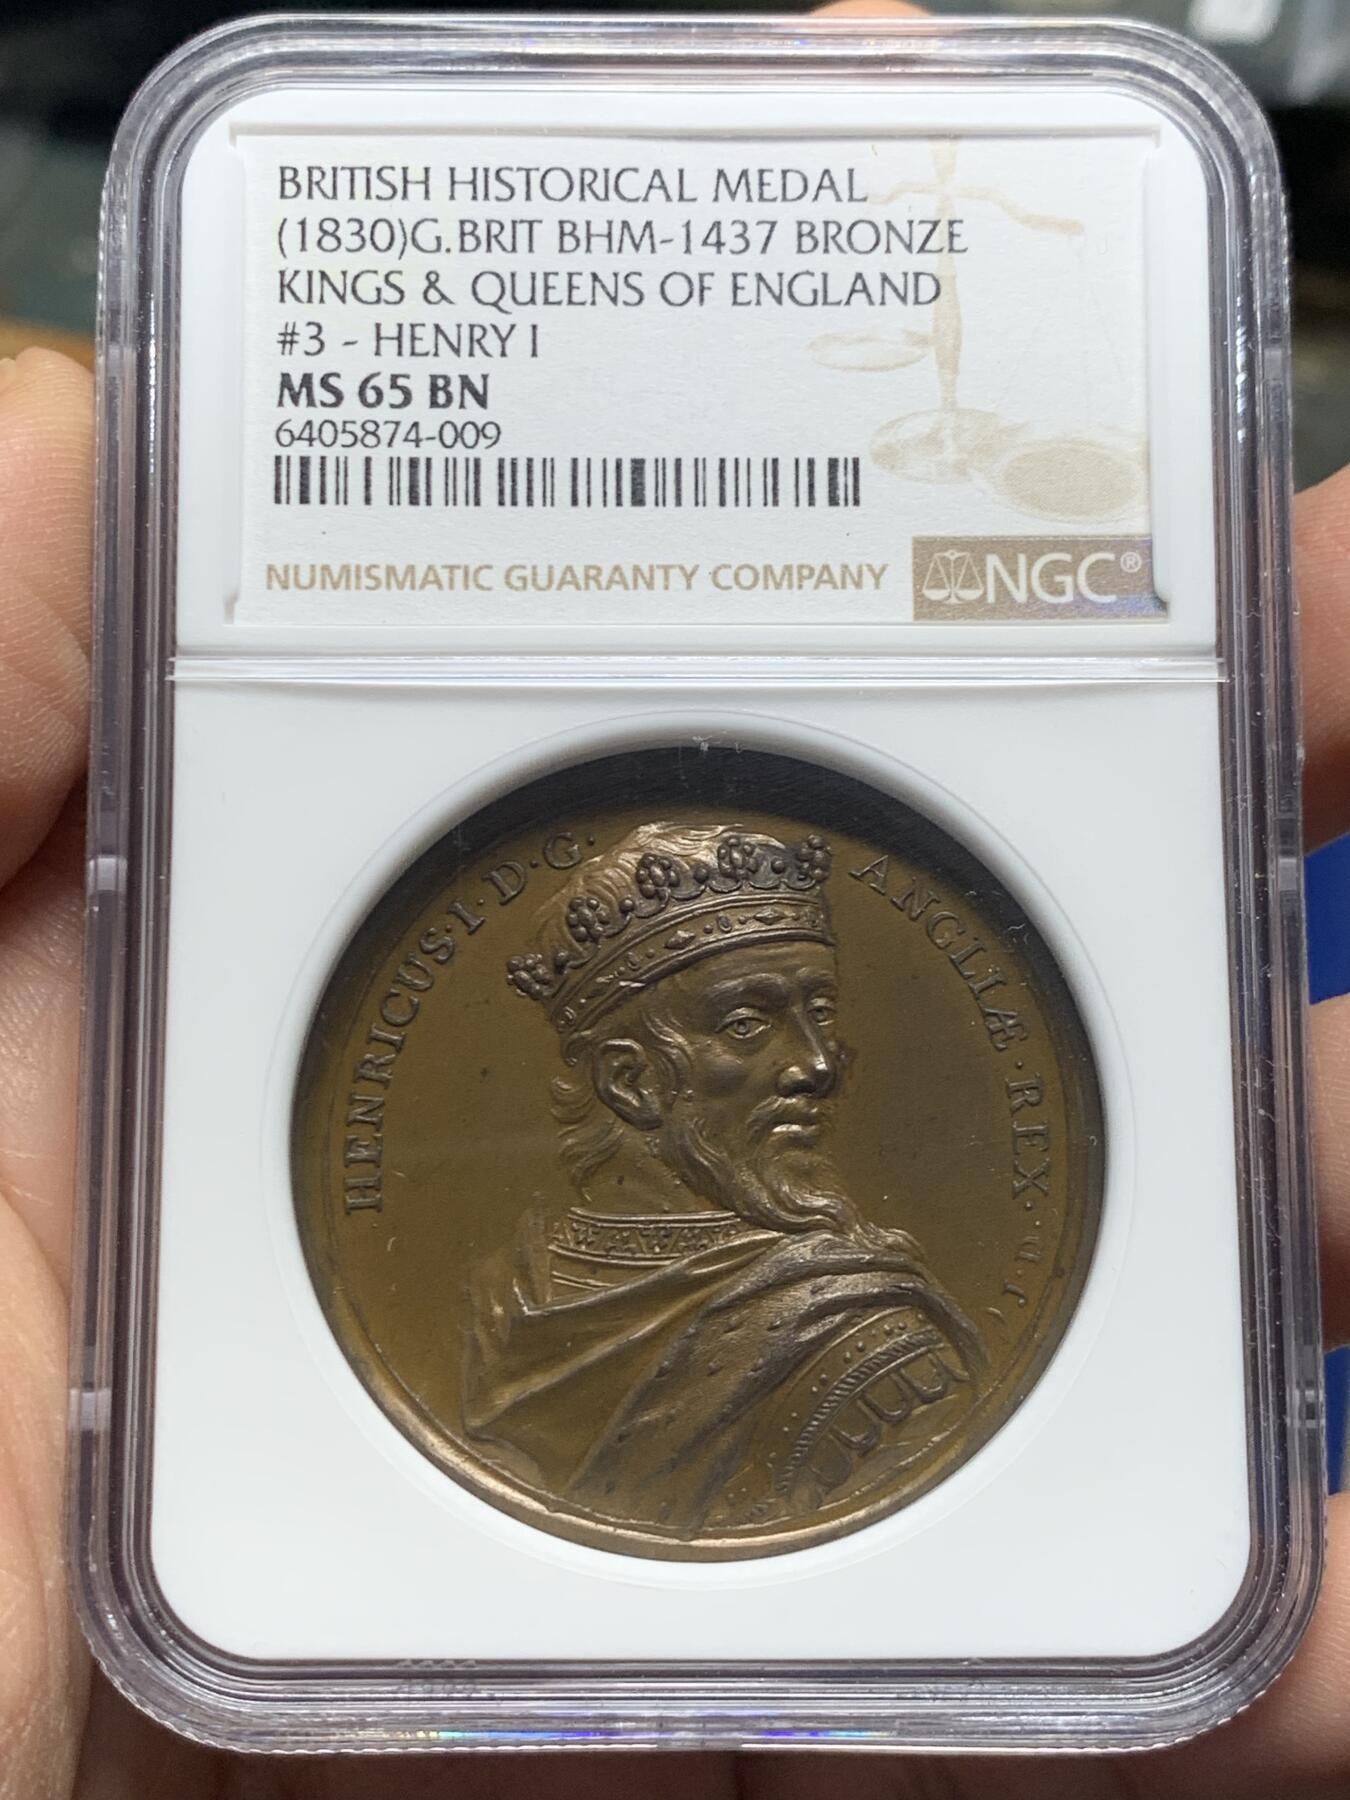 BRITISH HISTORICAL MEDAL
(1830)G.BRIT BHM-1437 BRONZE
KINGS & QUEENS OF ENGLAND
#3 - HENRY I
MS 65 BN
6405874-009
NUMISMATIC GUARANTY COMPANY
NGC®
HENRICUS·I·D·G· ANGLIÆ·REX·